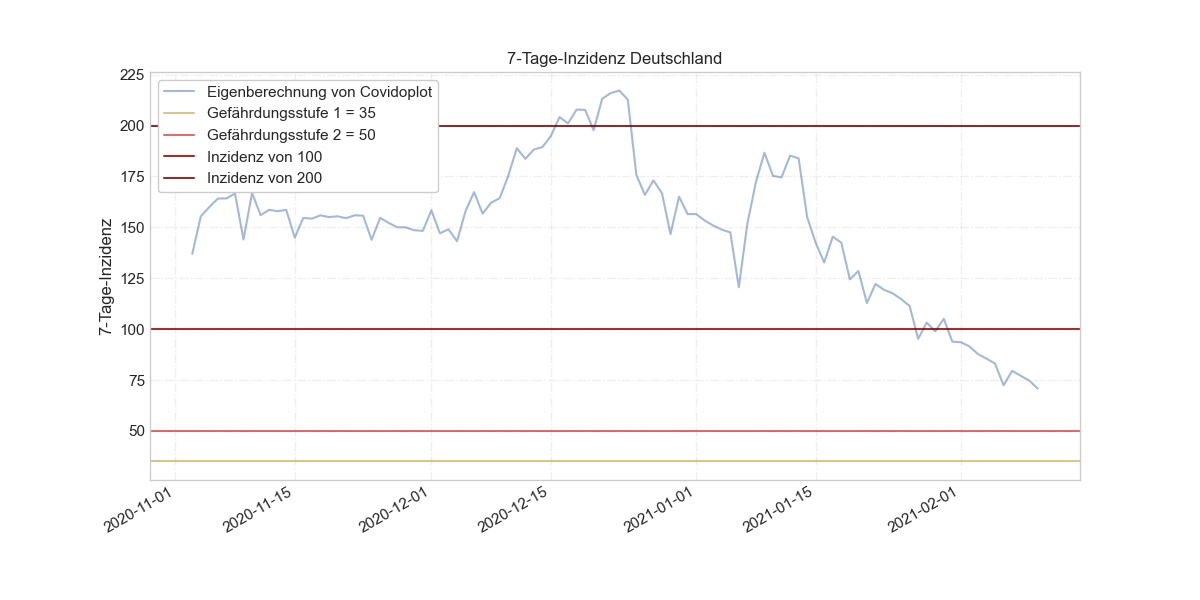 7-Tage-Inzidenz Deutschland
225
200
175
150
125
100
75
50
7-Tage-Inzidenz
Eigenberechnung von Covidoplot
Gefährdungsstufe 1 = 35
Gefährdungsstufe 2 = 50
Inzidenz von 100
Inzidenz von 200
2020-11-01
2020-11-15
2020-12-01
2020-12-15
2021-01-01
2021-01-15
2021-02-01